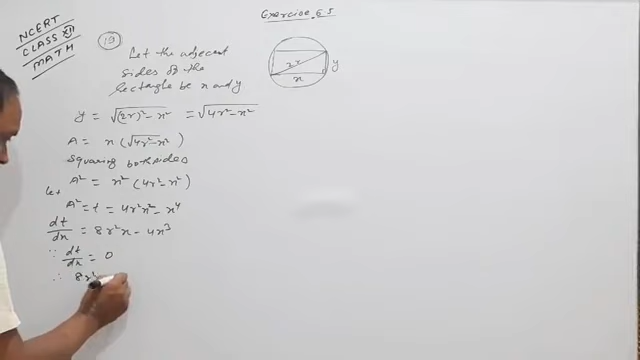 Exercise 6.5
NCERT
CLASS XII
MATH
19
Let the adjacent
sides of the
rectangle be x and y
2r
y
x
y = √((2r)² - x²) = √(4r² - x²)
A = x(√(4r² - x²))
Squaring both sides
A² = x²(4r² - x²)
Let
A² = t = 4r²x² - x⁴
dt/dx = 8r²x - 4x³
∵ dt/dx = 0
∴ 8r²